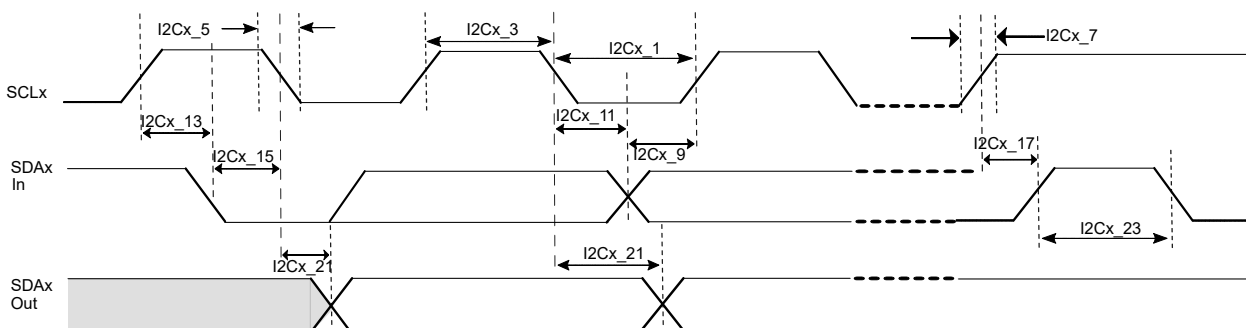 I2Cx_5
I2Cx_3
I2Cx_1
I2Cx_7
SCLx
I2Cx_13
I2Cx_11
I2Cx_9
I2Cx_17
I2Cx_15
SDAx
In
I2Cx_23
I2Cx_21
I2Cx_21
SDAx
Out